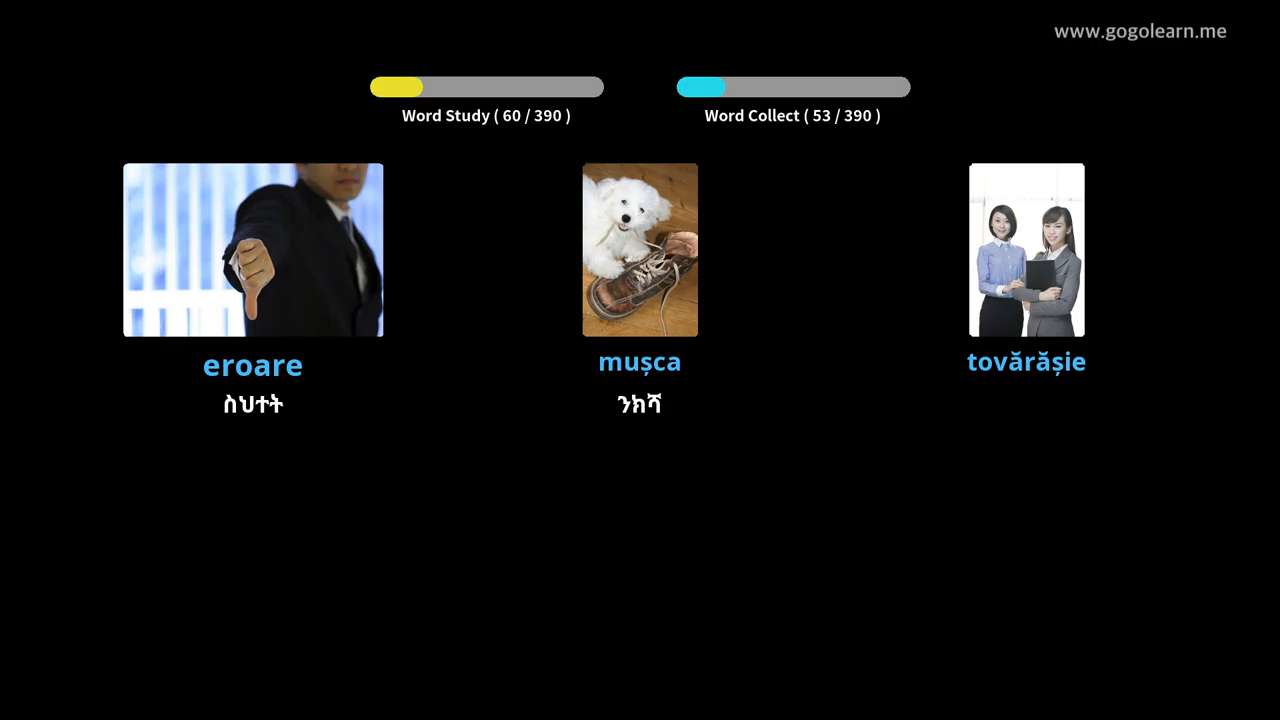 www.gogolearn.me
Word Study ( 60 / 390 )
Word Collect ( 53 / 390 )
eroare
mușca
tovărășie
ስህተት
ንክሻ